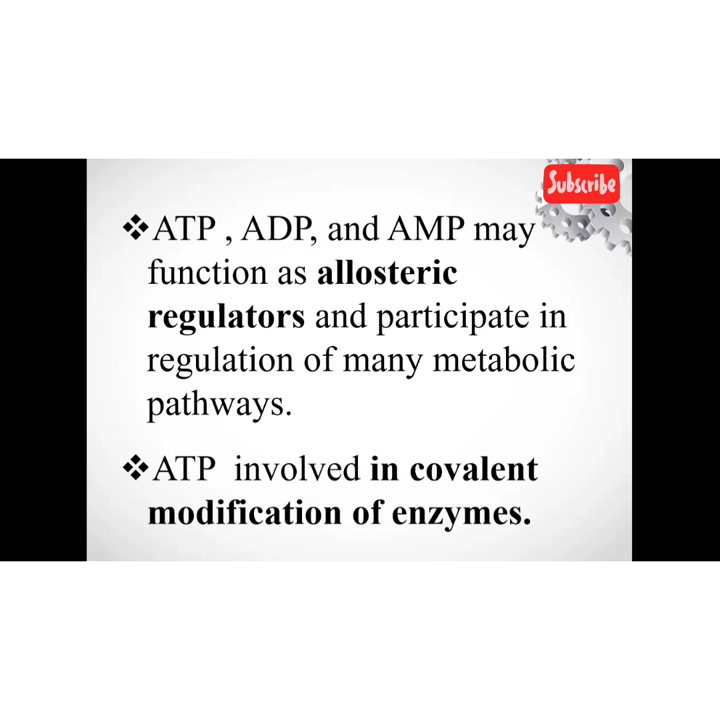 Subscribe
❖ATP , ADP, and AMP may
function as allosteric
regulators and participate in
regulation of many metabolic
pathways.
❖ATP involved in covalent
modification of enzymes.